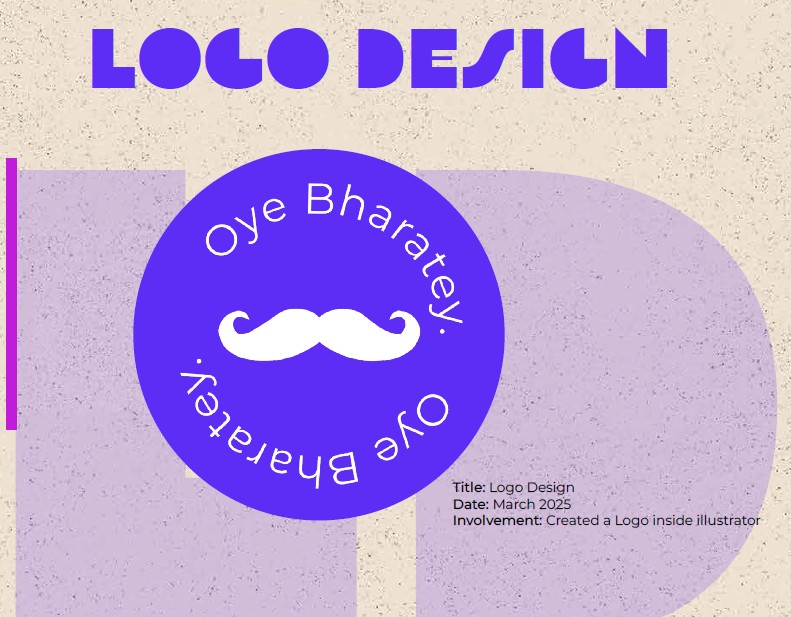 LOGO DESIGN
Oye Bharatey.
Oye Bharatey.
Title: Logo Design
Date: March 2025
Involvement: Created a Logo inside illustrator